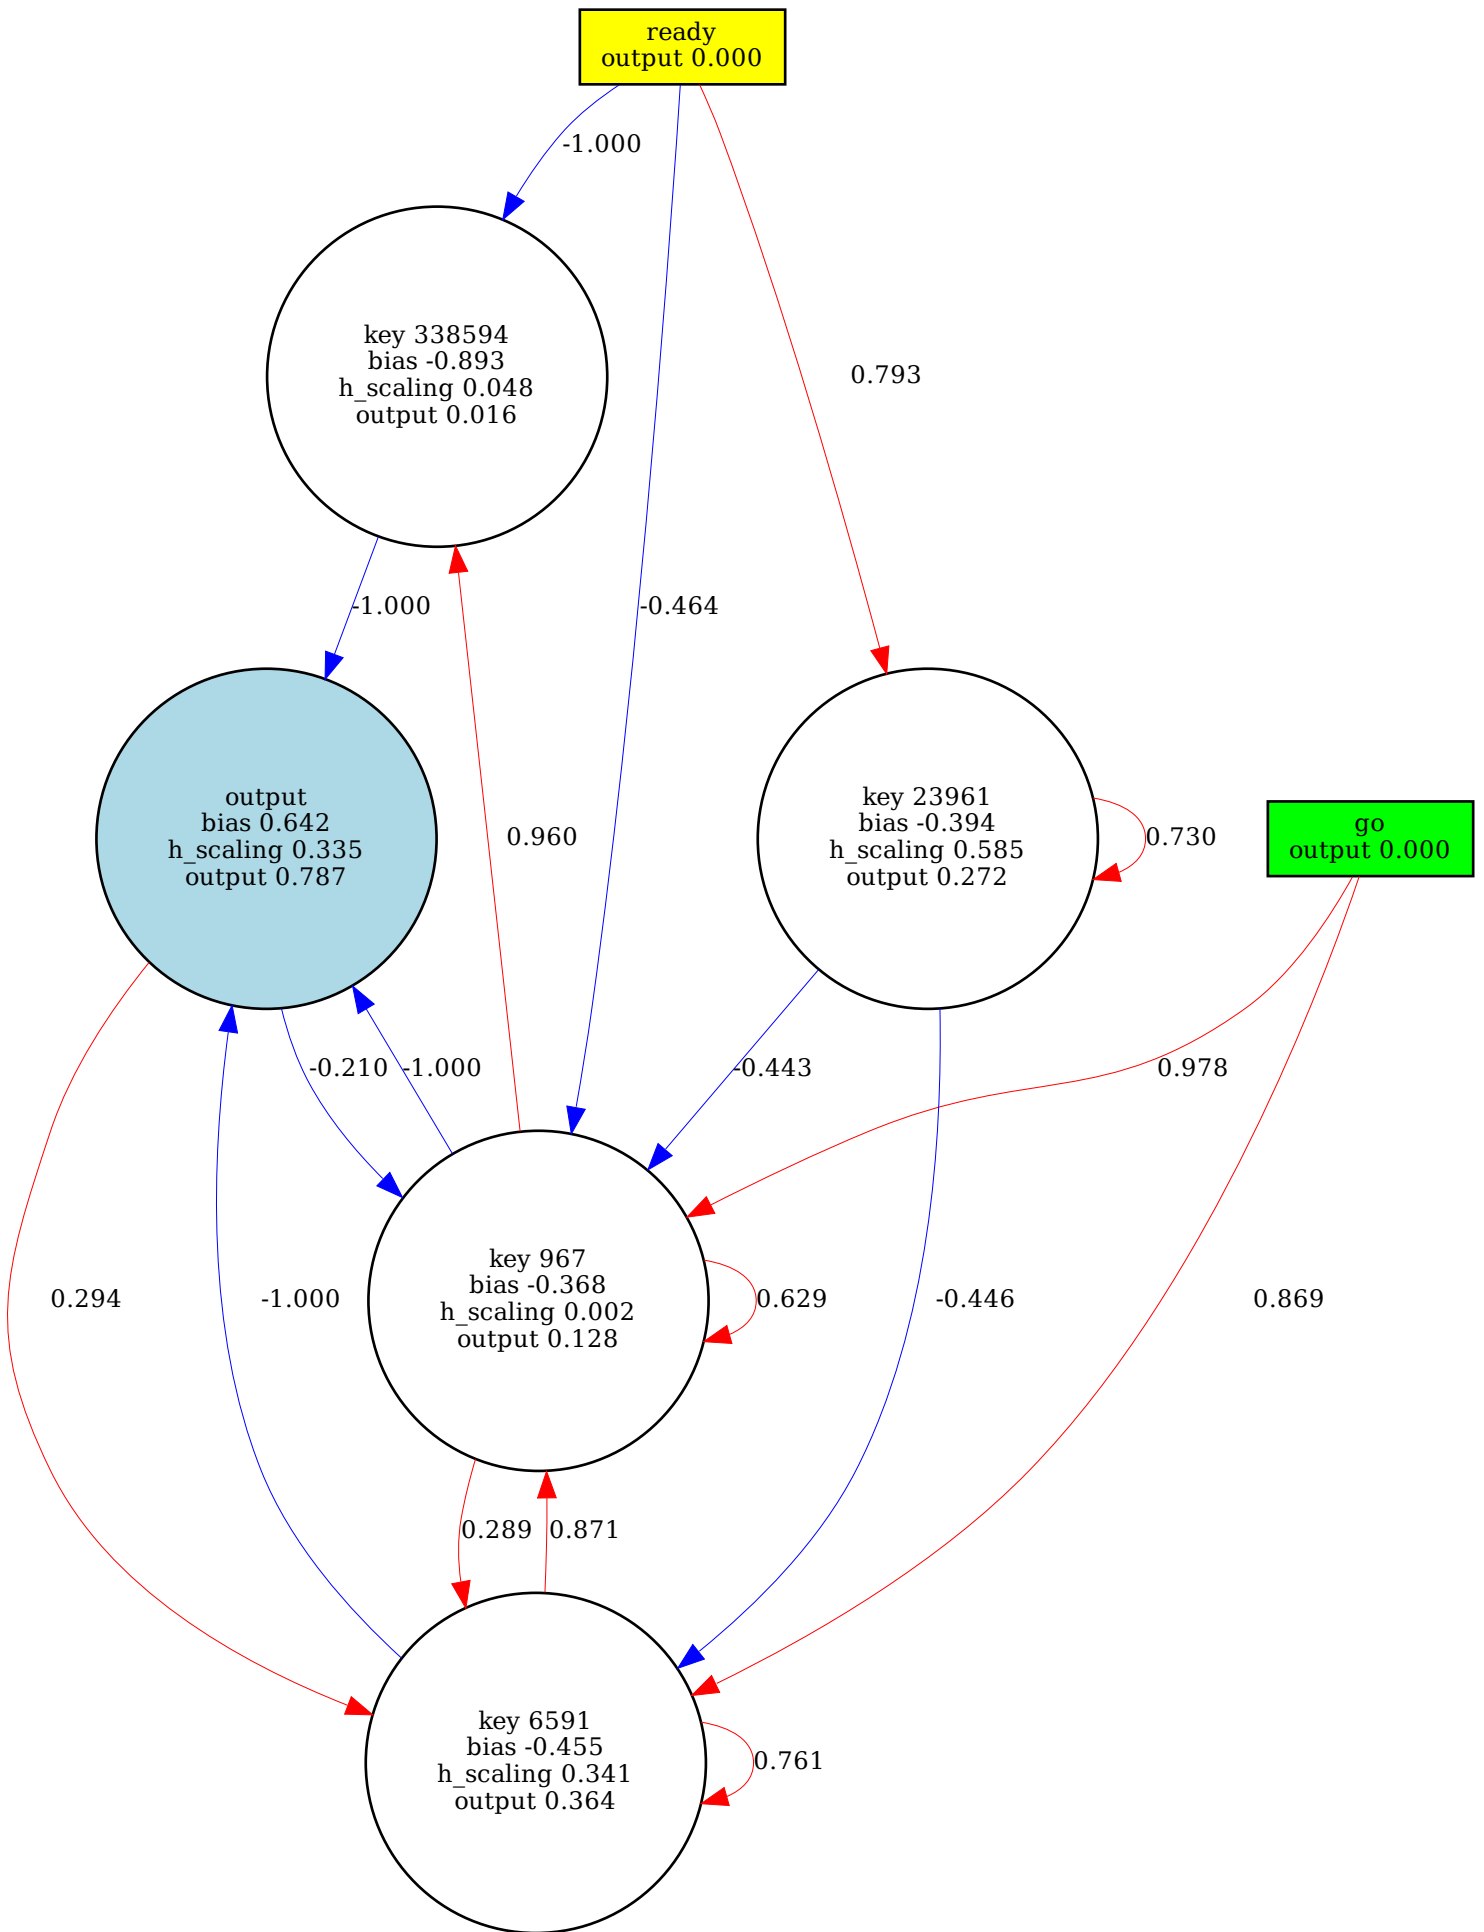 ready
output 0.000
-1.000
key 338594
bias -0.893
h_scaling 0.048
output 0.016
0.793
-1.000
-0.464
output
bias 0.642
h_scaling 0.335
output 0.787
0.960
key 23961
bias -0.394
h_scaling 0.585
output 0.272
0.730
go
output 0.000
-0.210
-1.000
-0.443
0.978
0.294
-1.000
key 967
bias -0.368
h_scaling 0.002
output 0.128
0.629
-0.446
0.869
0.289
0.871
key 6591
bias -0.455
h_scaling 0.341
output 0.364
0.761